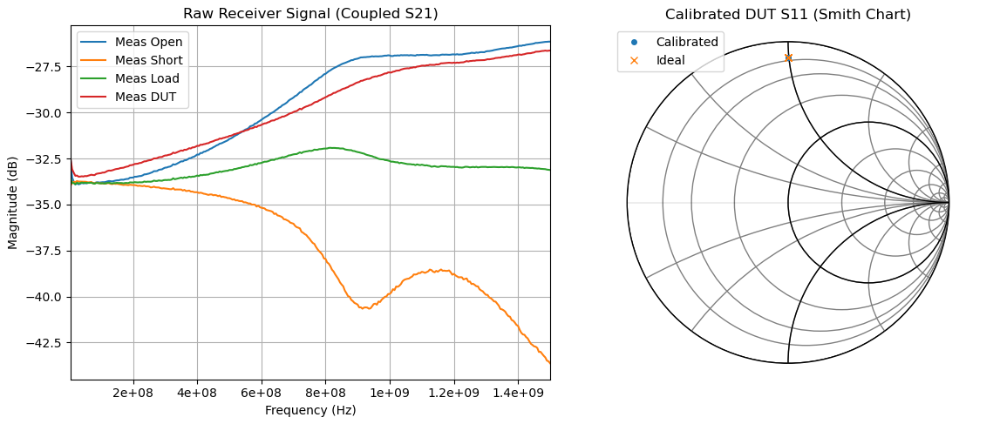 Raw Receiver Signal (Coupled S21)
Meas Open
Meas Short
Meas Load
Meas DUT
Magnitude (dB)
−27.5
−30.0
−32.5
−35.0
−37.5
−40.0
−42.5
2e+08 4e+08 6e+08 8e+08 1e+09 1.2e+09 1.4e+09
Frequency (Hz)
Calibrated DUT S11 (Smith Chart)
Calibrated
Ideal